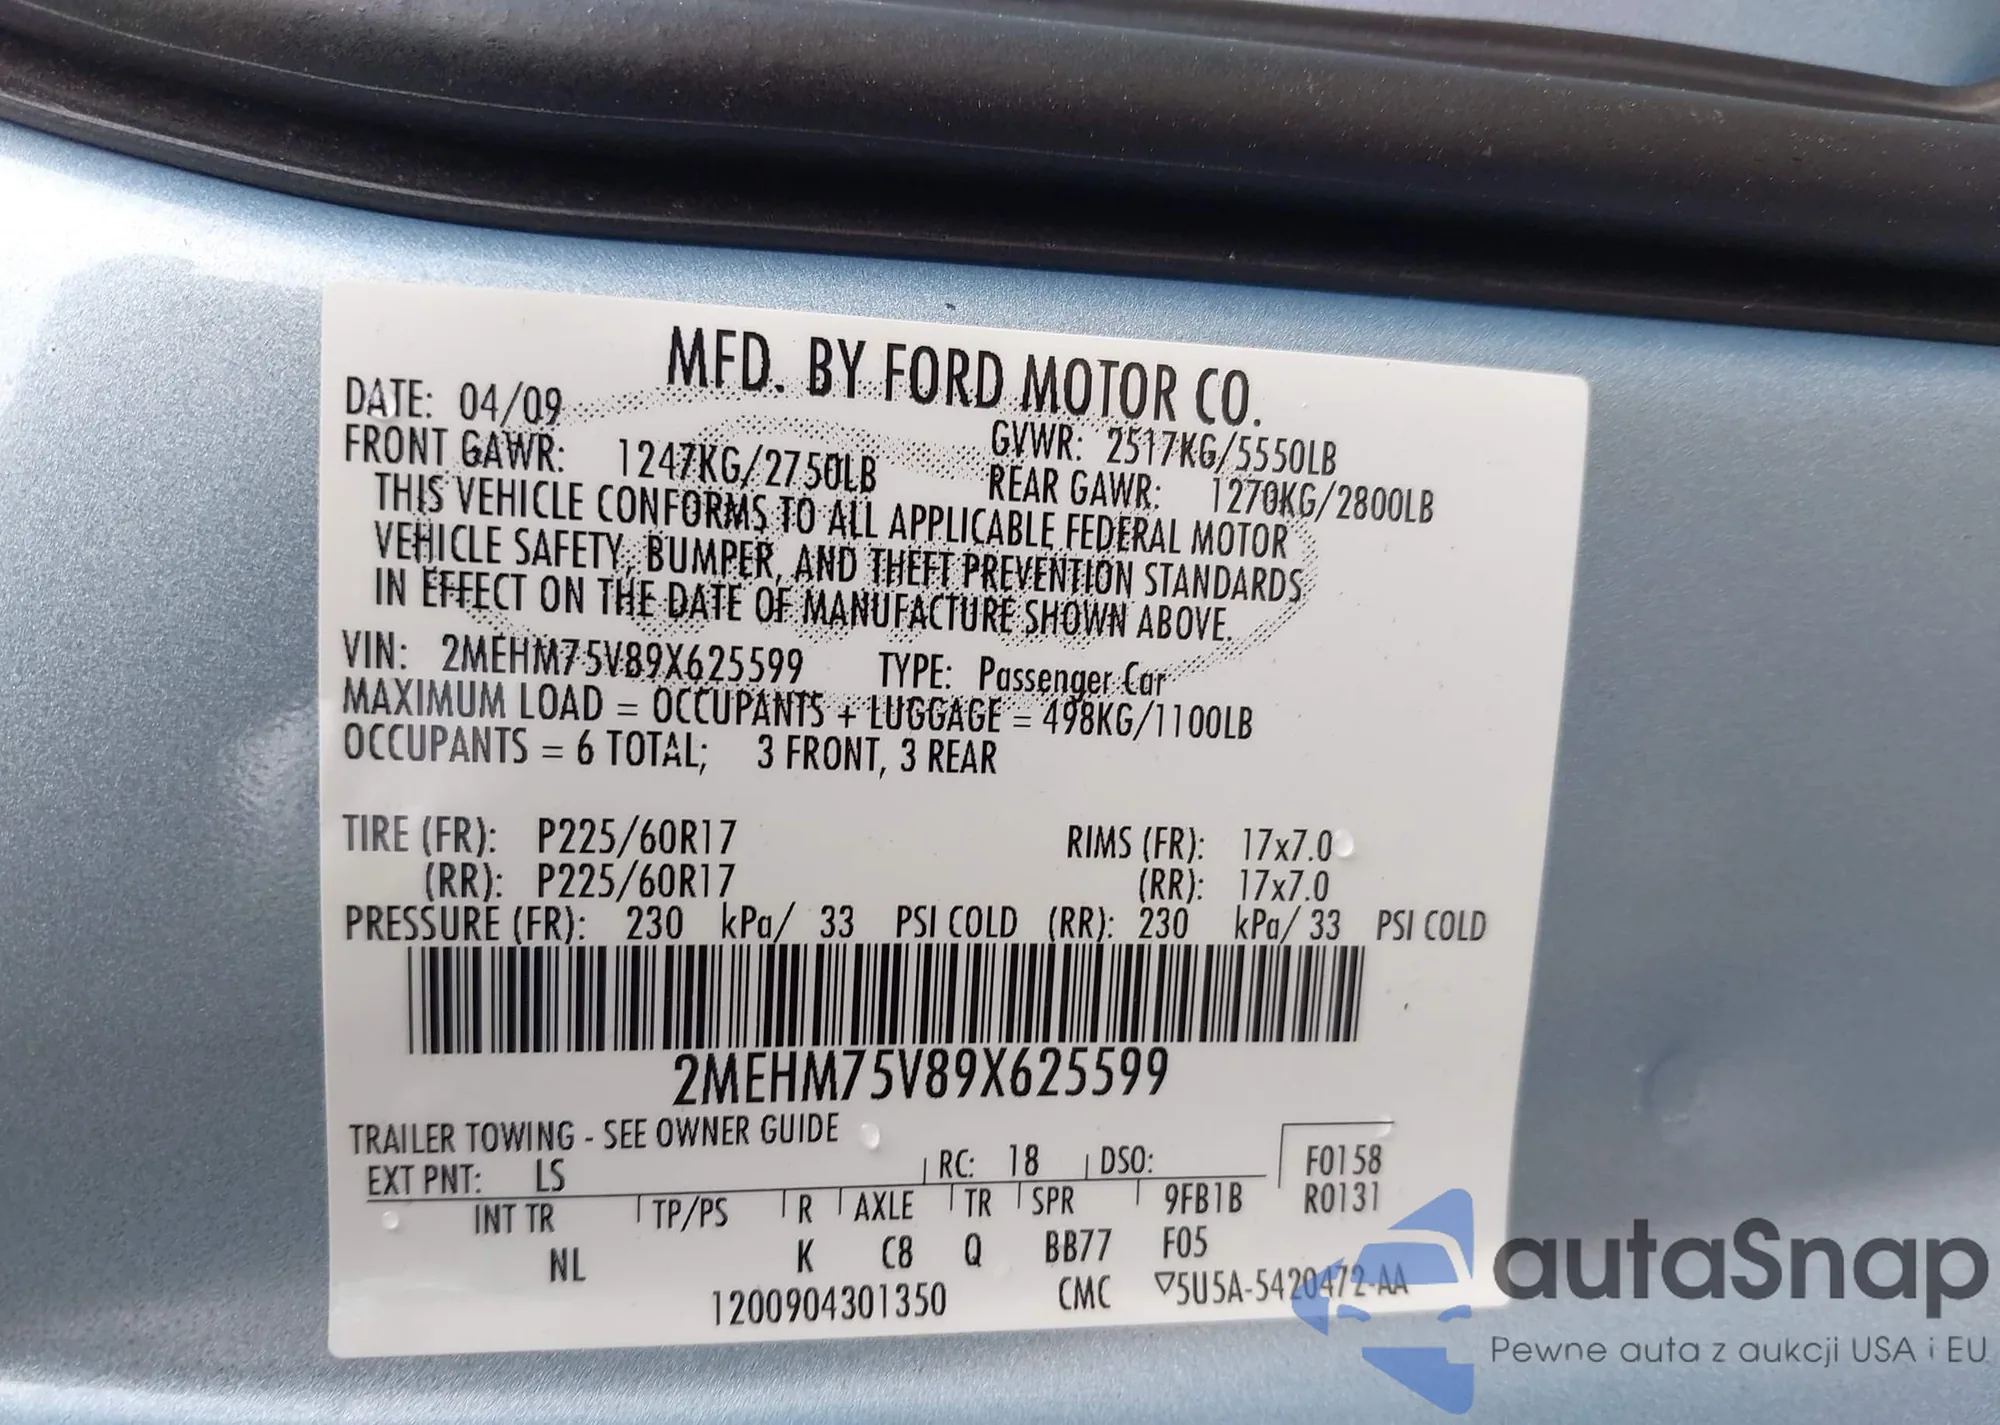 MFD. BY FORD MOTOR CO.
DATE: 04/09
GVWR: 2517KG/5550LB
FRONT GAWR: 1247KG/2750LB
REAR GAWR: 1270KG/2800LB
THIS VEHICLE CONFORMS TO ALL APPLICABLE FEDERAL MOTOR
VEHICLE SAFETY, BUMPER, AND THEFT PREVENTION STANDARDS
IN EFFECT ON THE DATE OF MANUFACTURE SHOWN ABOVE.
VIN: 2MEHM75V89X625599 TYPE: Passenger Car
MAXIMUM LOAD = OCCUPANTS + LUGGAGE = 498KG/1100LB
OCCUPANTS = 6 TOTAL; 3 FRONT, 3 REAR
TIRE (FR): P225/60R17 RIMS (FR): 17x7.0
(RR): P225/60R17 (RR): 17x7.0
PRESSURE (FR): 230 kPa/ 33 PSI COLD (RR): 230 kPa/ 33 PSI COLD
2MEHM75V89X625599
TRAILER TOWING - SEE OWNER GUIDE
EXT PNT: LS RC: 18 DSO: F0158
INT TR TP/PS R AXLE TR SPR 9FB1B R0131
NL K C8 Q BB77 F05
1200904301350 CMC ▽5U5A-5420472-AA
autaSnap
Pewne auta z aukcji USA i EU